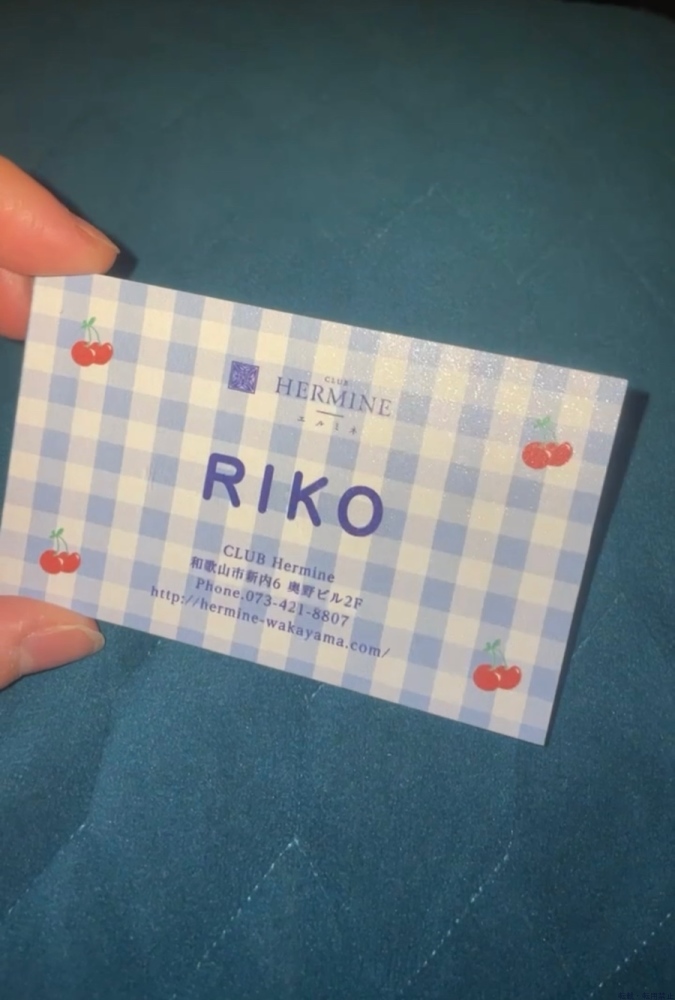 CLUB
HERMINE
エルミネ
RIKO
CLUB Hermine
和歌山市新内6 奥野ビル2F
Phone.073-421-8807
http://hermine-wakayama.com/